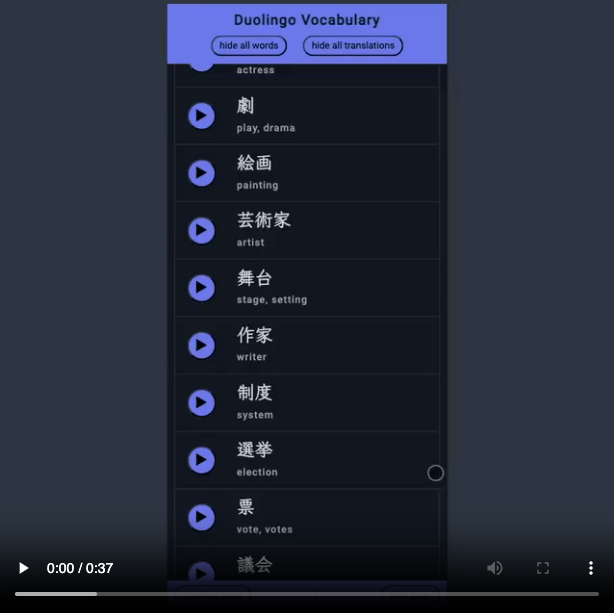 Duolingo Vocabulary
hide all words hide all translations
actress
劇
play, drama
絵画
painting
芸術家
artist
舞台
stage, setting
作家
writer
制度
system
選挙
election
票
vote, votes
議会
0:00 / 0:37